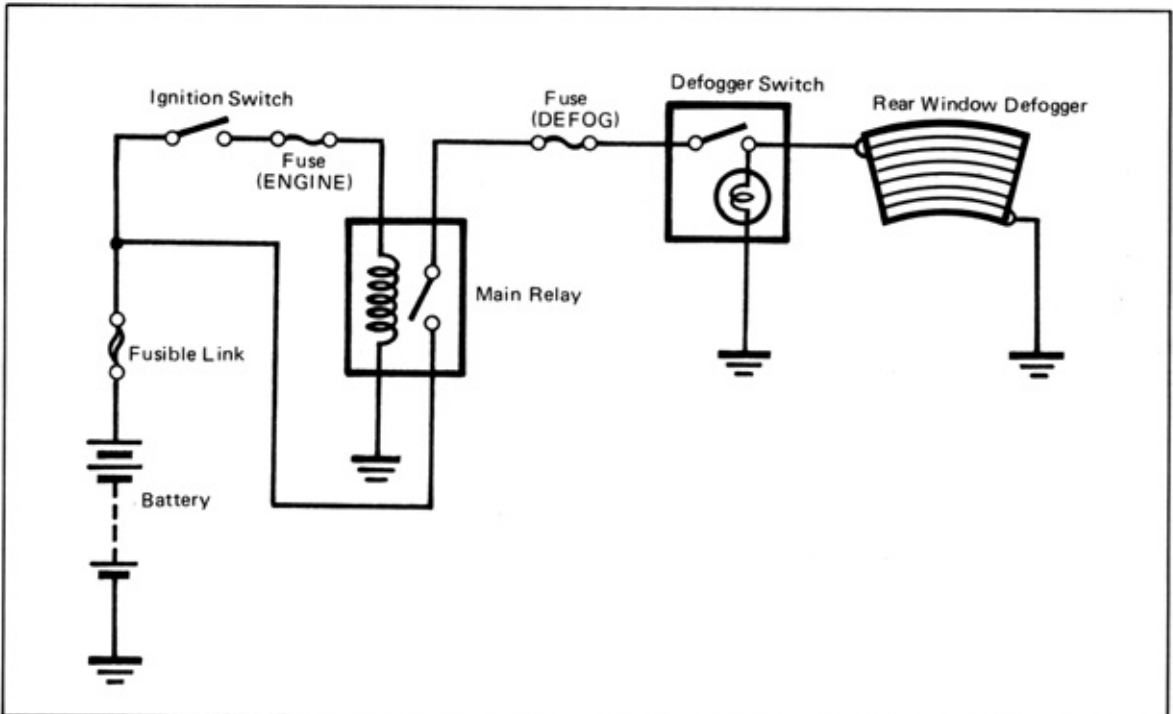 Ignition Switch
Fuse
(ENGINE)
Fuse
(DEFOG)
Defogger Switch
Rear Window Defogger
Main Relay
Fusible Link
Battery